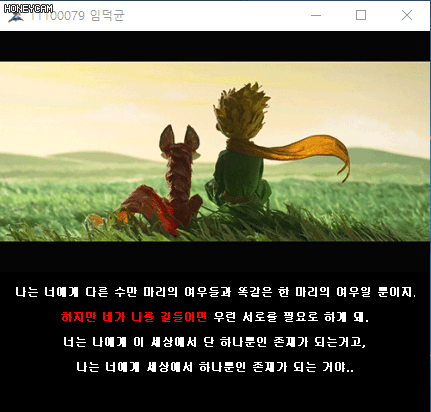 HONEYCAM
11100079 임덕균
나는 너에게 다른 수만 마리의 여우들과 똑같은 한 마리의 여우일 뿐이지.
하지만 네가 나를 길들이면 우린 서로를 필요로 하게 돼.
너는 나에게 이 세상에서 단 하나뿐인 존재가 되는거고,
나는 너에게 세상에서 하나뿐인 존재가 되는 거야..